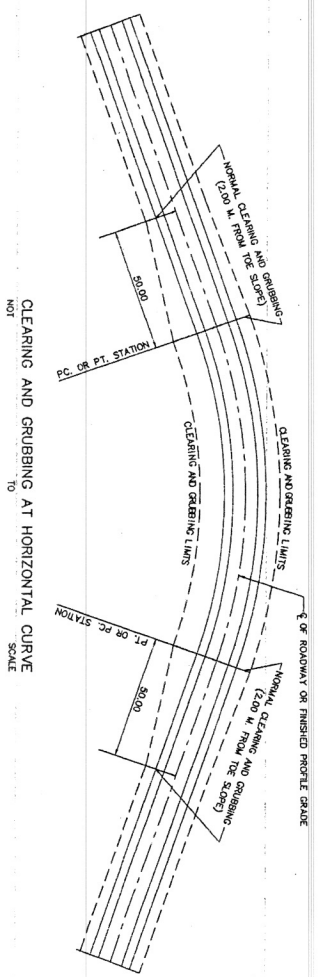 ℄ OF ROADWAY OR FINISHED PROFILE GRADE
NORMAL CLEARING AND GRUBBING
(2.00 M. FROM TOE SLOPE)
CLEARING AND GRUBBING LIMITS
NORMAL CLEARING AND GRUBBING
(2.00 M. FROM TOE SLOPE)
CLEARING AND GRUBBING LIMITS
50.00
50.00
PC. OR PT. STATION
PT. OR PC. STATION
CLEARING AND GRUBBING AT HORIZONTAL CURVE
NOT TO SCALE